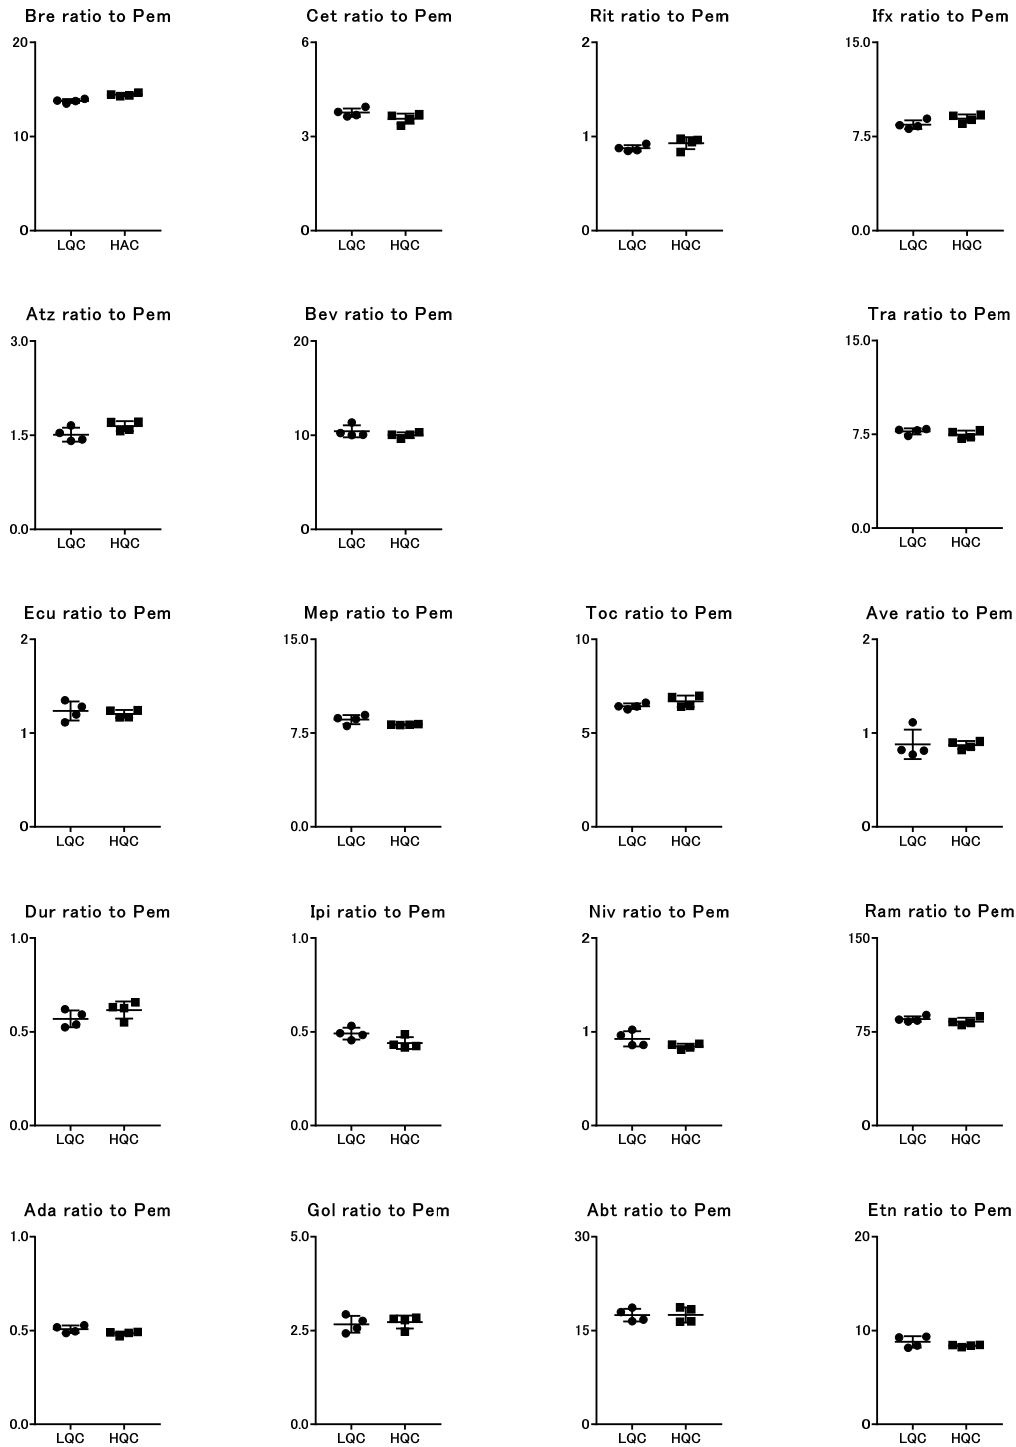 Bre ratio to Pem
20
10
0
LQC HAC
Cet ratio to Pem
6
3
0
LQC HQC
Rit ratio to Pem
2
1
0
LQC HQC
Ifx ratio to Pem
15.0
7.5
0.0
LQC HQC
Atz ratio to Pem
3.0
1.5
0.0
LQC HQC
Bev ratio to Pem
20
10
0
LQC HQC
Tra ratio to Pem
15.0
7.5
0.0
LQC HQC
Ecu ratio to Pem
2
1
0
LQC HQC
Mep ratio to Pem
15.0
7.5
0.0
LQC HQC
Toc ratio to Pem
10
5
0
LQC HQC
Ave ratio to Pem
2
1
0
LQC HQC
Dur ratio to Pem
1.0
0.5
0.0
LQC HQC
Ipi ratio to Pem
1.0
0.5
0.0
LQC HQC
Niv ratio to Pem
2
1
0
LQC HQC
Ram ratio to Pem
150
75
0
LQC HQC
Ada ratio to Pem
1.0
0.5
0.0
LQC HQC
Gol ratio to Pem
5.0
2.5
0.0
LQC HQC
Abt ratio to Pem
30
15
0
LQC HQC
Etn ratio to Pem
20
10
0
LQC HQC